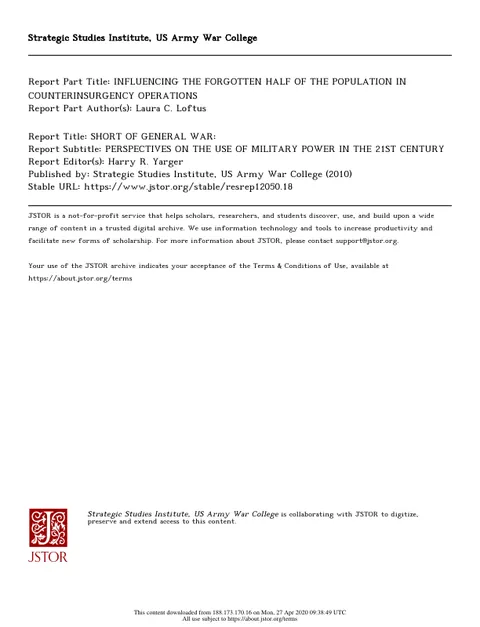 Strategic Studies Institute, US Army War College
Report Part Title: INFLUENCING THE FORGOTTEN HALF OF THE POPULATION IN
COUNTERINSURGENCY OPERATIONS
Report Part Author(s): Laura C. Loftus
Report Title: SHORT OF GENERAL WAR:
Report Subtitle: PERSPECTIVES ON THE USE OF MILITARY POWER IN THE 21ST CENTURY
Report Editor(s): Harry R. Yarger
Published by: Strategic Studies Institute, US Army War College (2010)
Stable URL: https://www.jstor.org/stable/resrep12050.18
JSTOR is a not-for-profit service that helps scholars, researchers, and students discover, use, and build upon a wide
range of content in a trusted digital archive. We use information technology and tools to increase productivity and
facilitate new forms of scholarship. For more information about JSTOR, please contact support@jstor.org.
Your use of the JSTOR archive indicates your acceptance of the Terms & Conditions of Use, available at
https://about.jstor.org/terms
Strategic Studies Institute, US Army War College is collaborating with JSTOR to digitize,
preserve and extend access to this content.
JSTOR
This content downloaded from 188.173.170.16 on Mon, 27 Apr 2020 09:38:49 UTC
All use subject to https://about.jstor.org/terms